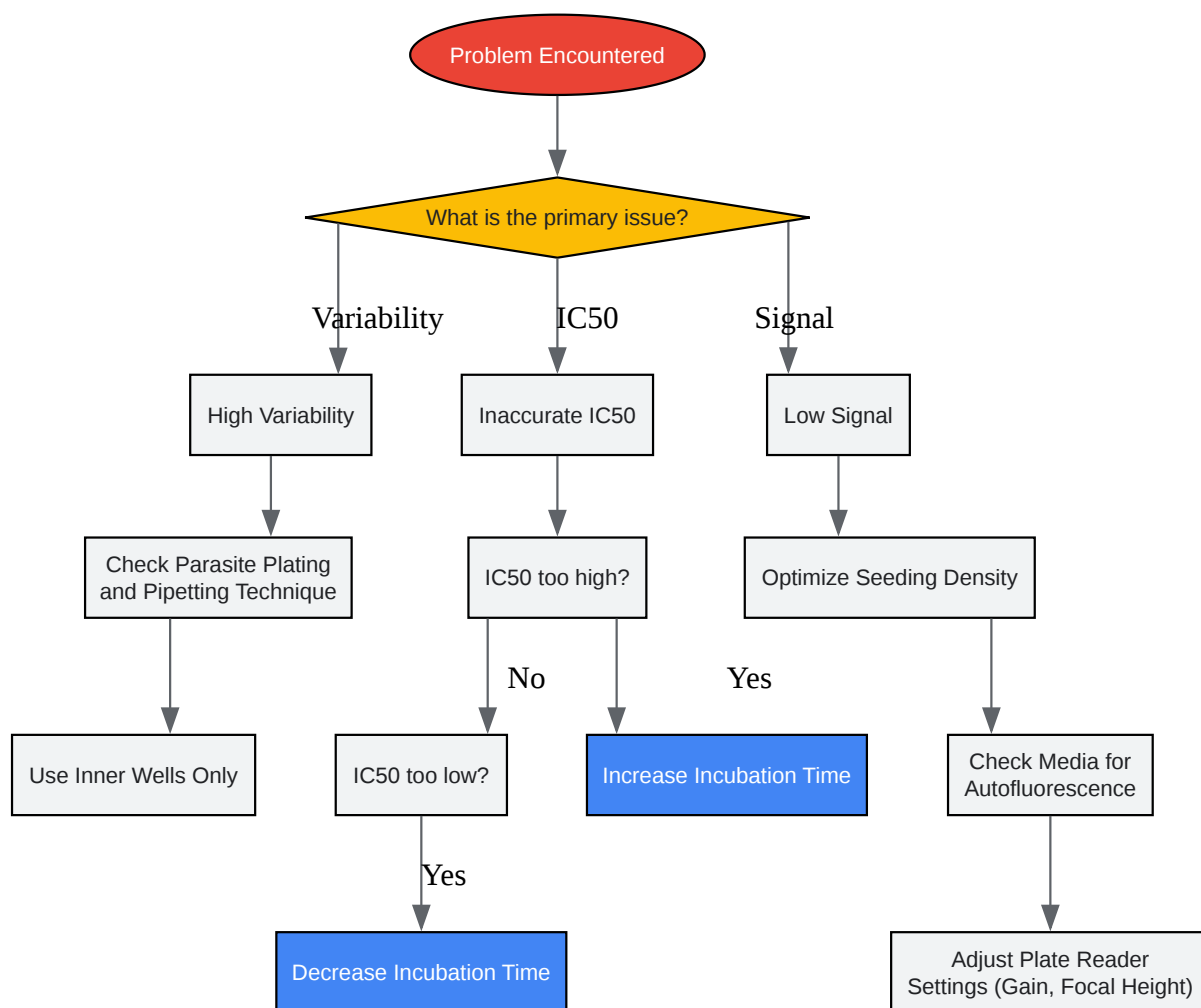 Problem Encountered
What is the primary issue?
Variability
IC50
Signal
High Variability
Inaccurate IC50
Low Signal
Check Parasite Plating
and Pipetting Technique
IC50 too high?
Optimize Seeding Density
No
Yes
Use Inner Wells Only
IC50 too low?
Increase Incubation Time
Check Media for
Autofluorescence
Yes
Decrease Incubation Time
Adjust Plate Reader
Settings (Gain, Focal Height)